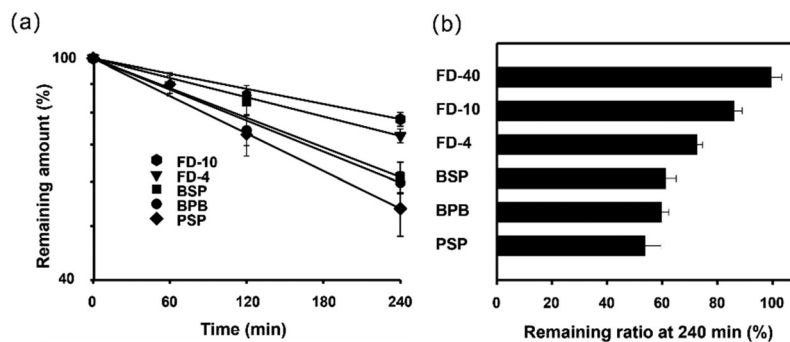 (a)
100
40
Remaining amount (%)
FD-10
FD-4
BSP
BPB
PSP
0 60 120 180 240
Time (min)
(b)
FD-40
FD-10
FD-4
BSP
BPB
PSP
0 20 40 60 80 100
Remaining ratio at 240 min (%)